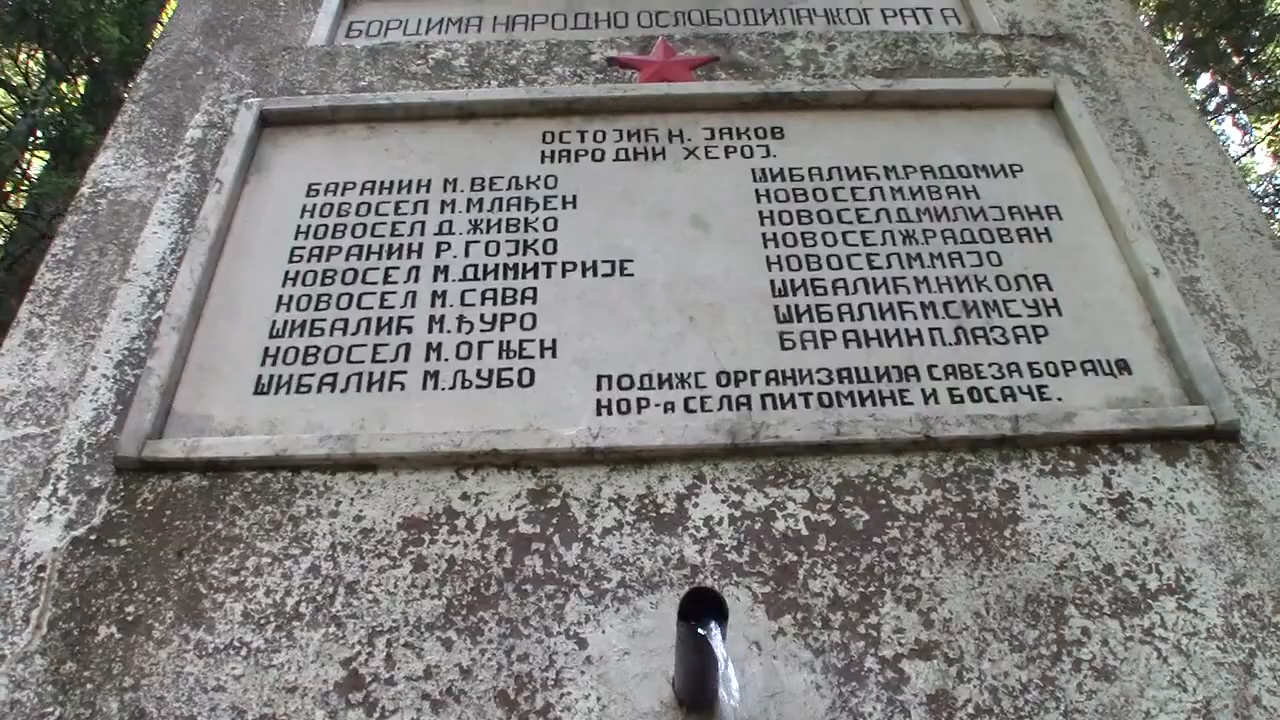 БОРЦИМА НАРОДНО ОСЛОБОДИЛАЧКОГ РАТА
ОСТОЈИЋ Н. ЈАКОВ
НАРОДНИ ХЕРОЈ.
БАРАНИН М. ВЕЉКО
НОВОСЕЛ М. МЛАЂЕН
НОВОСЕЛ Д. ЖИВКО
БАРАНИН Р. ГОЈКО
НОВОСЕЛ М. ДИМИТРИЈЕ
НОВОСЕЛ М. САВА
ШИБАЛИЋ М. ЂУРО
НОВОСЕЛ М. ОГЊЕН
ШИБАЛИЋ М. ЉУБО
ШИБАЛИЋ М. РАДОМИР
НОВОСЕЛ М. ИВАН
НОВОСЕЛ Д. МИЛИЈАНА
НОВОСЕЛ Ж. РАДОВАН
НОВОСЕЛ М. МАЈО
ШИБАЛИЋ М. НИКОЛА
ШИБАЛИЋ М. СИМЕУН
БАРАНИН П. ЛАЗАР
ПОДИЖЕ ОРГАНИЗАЦИЈА САВЕЗА БОРАЦА
НОР-а СЕЛА ПИТОМИНЕ И БОСАЧЕ.